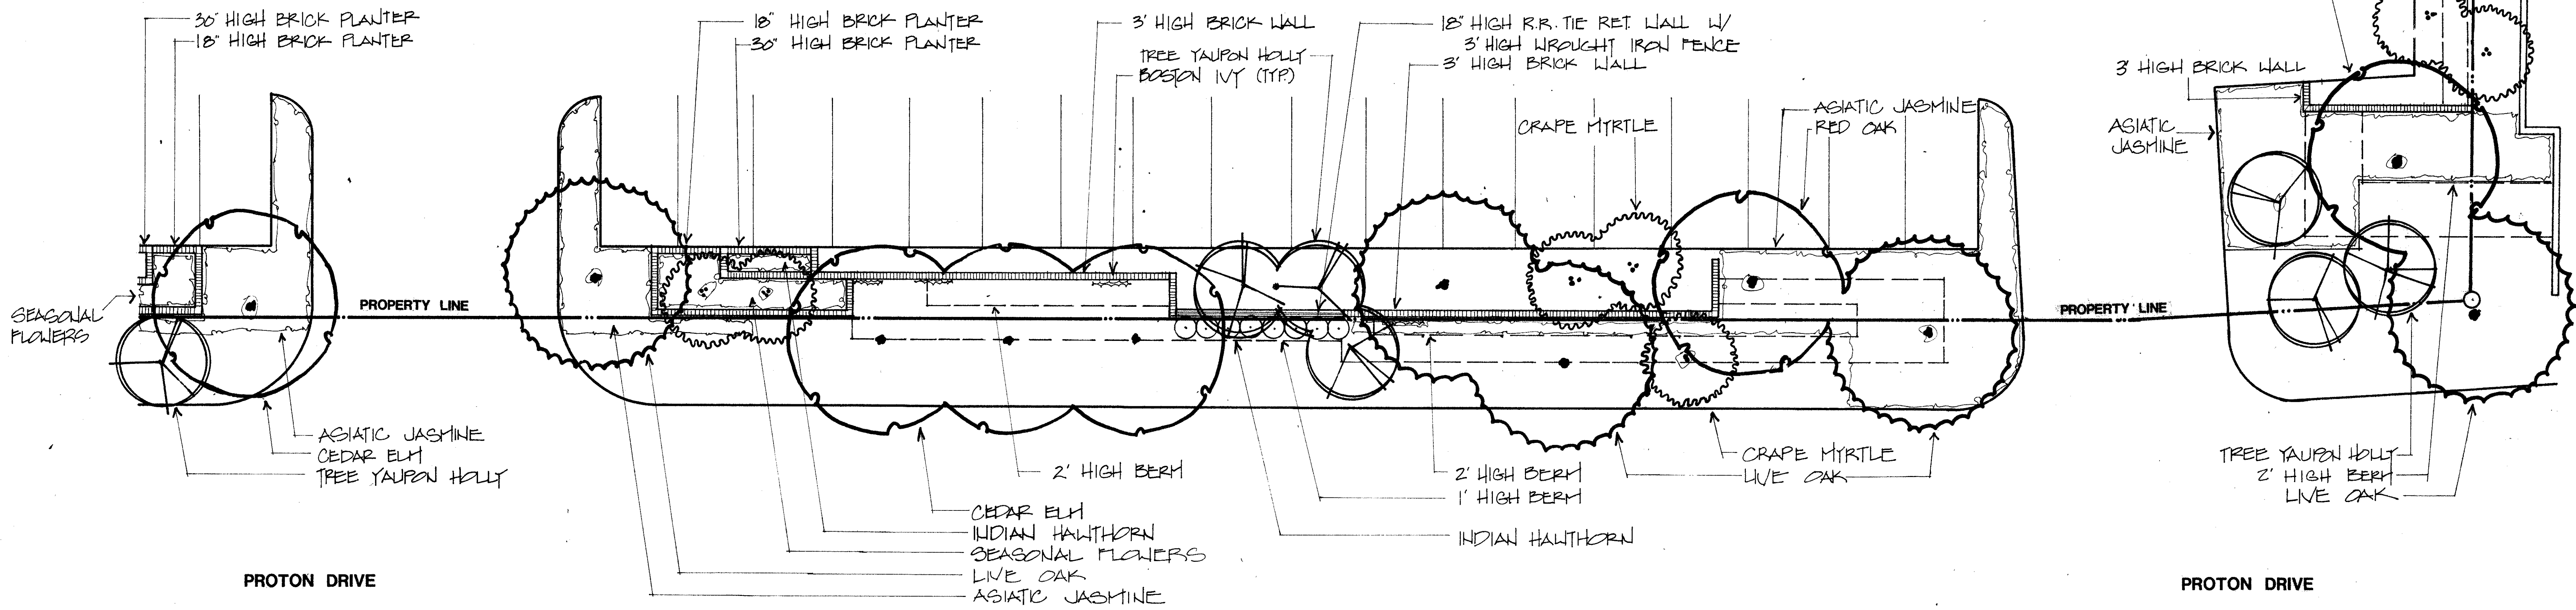 30" HIGH BRICK PLANTER
18" HIGH BRICK PLANTER
18" HIGH BRICK PLANTER
30" HIGH BRICK PLANTER
3' HIGH BRICK WALL
TREE YAUPON HOLLY
BOSTON IVY (TYP.)
18" HIGH R.R. TIE RET. WALL W/
3' HIGH WROUGHT IRON FENCE
3' HIGH BRICK WALL
CRAPE MYRTLE
ASIATIC JASMINE
RED OAK
3' HIGH BRICK WALL
ASIATIC
JASMINE
SEASONAL
FLOWERS
PROPERTY LINE
PROPERTY LINE
ASIATIC JASMINE
CEDAR ELM
TREE YAUPON HOLLY
2' HIGH BERM
CEDAR ELM
INDIAN HAWTHORN
SEASONAL FLOWERS
LIVE OAK
ASIATIC JASMINE
2' HIGH BERM
1' HIGH BERM
INDIAN HAWTHORN
CRAPE MYRTLE
LIVE OAK
TREE YAUPON HOLLY
2' HIGH BERM
LIVE OAK
PROTON DRIVE
PROTON DRIVE